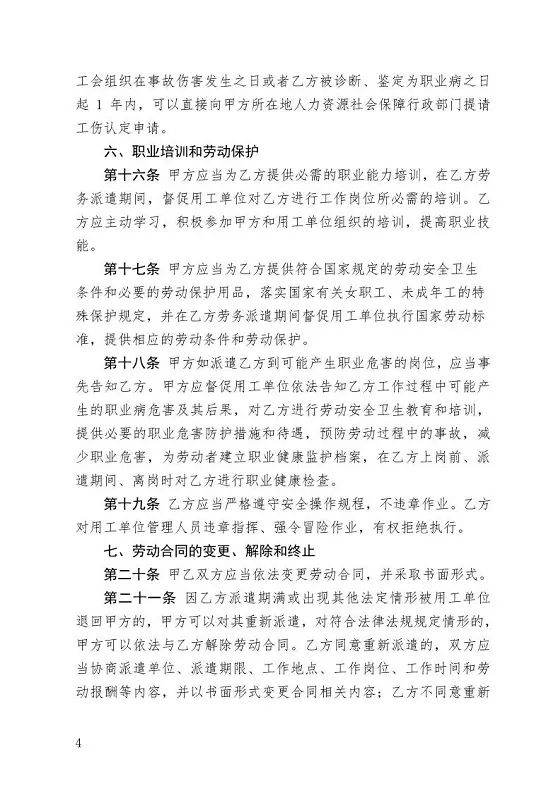 工会组织在事故伤害发生之日或者乙方被诊断、鉴定为职业病之日
起 1 年内，可以直接向甲方所在地人力资源社会保障行政部门提请
工伤认定申请。
六、职业培训和劳动保护
第十六条 甲方应当为乙方提供必需的职业能力培训，在乙方劳
务派遣期间，督促用工单位对乙方进行工作岗位所必需的培训。乙
方应主动学习，积极参加甲方和用工单位组织的培训，提高职业技
能。
第十七条 甲方应当为乙方提供符合国家规定的劳动安全卫生
条件和必要的劳动保护用品，落实国家有关女职工、未成年工的特
殊保护规定，并在乙方劳务派遣期间督促用工单位执行国家劳动标
准，提供相应的劳动条件和劳动保护。
第十八条 甲方如派遣乙方到可能产生职业危害的岗位，应当事
先告知乙方。甲方应督促用工单位依法告知乙方工作过程中可能产
生的职业病危害及其后果，对乙方进行劳动安全卫生教育和培训，
提供必要的职业危害防护措施和待遇，预防劳动过程中的事故，减
少职业危害，为劳动者建立职业健康监护档案，在乙方上岗前、派
遣期间、离岗时对乙方进行职业健康检查。
第十九条 乙方应当严格遵守安全操作规程，不违章作业。乙方
对用工单位管理人员违章指挥、强令冒险作业，有权拒绝执行。
七、劳动合同的变更、解除和终止
第二十条 甲乙双方应当依法变更劳动合同，并采取书面形式。
第二十一条 因乙方派遣期满或出现其他法定情形被用工单位
退回甲方的，甲方可以对其重新派遣，对符合法律法规规定情形的，
甲方可以依法与乙方解除劳动合同。乙方同意重新派遣的，双方应
当协商派遣单位、派遣期限、工作地点、工作岗位、工作时间和劳
动报酬等内容，并以书面形式变更合同相关内容；乙方不同意重新
4